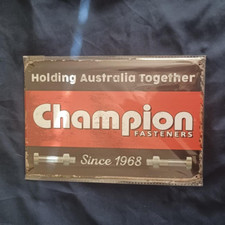 Holding Australia Together
Champion
FASTENERS
Since 1968